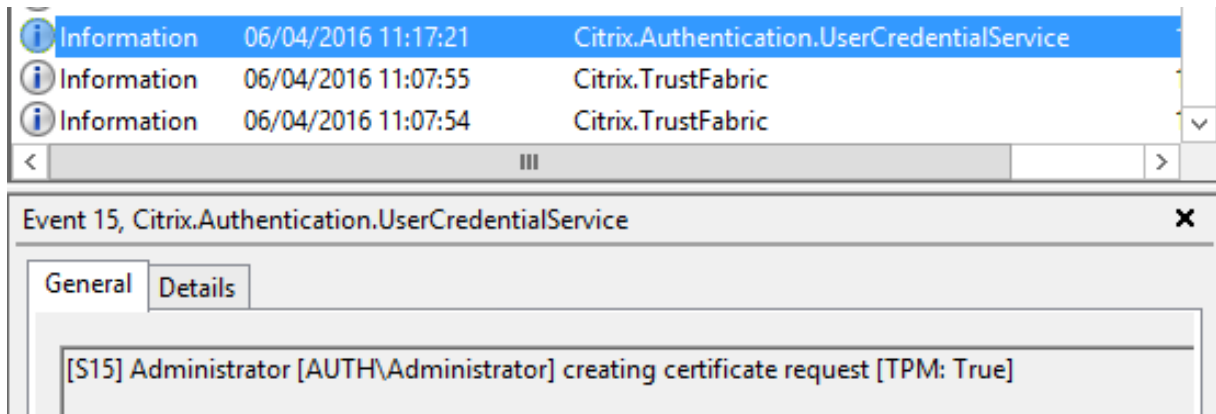 Information 06/04/2016 11:17:21 Citrix.Authentication.UserCredentialService
Information 06/04/2016 11:07:55 Citrix.TrustFabric
Information 06/04/2016 11:07:54 Citrix.TrustFabric
Event 15, Citrix.Authentication.UserCredentialService
General Details
[S15] Administrator [AUTH\Administrator] creating certificate request [TPM: True]